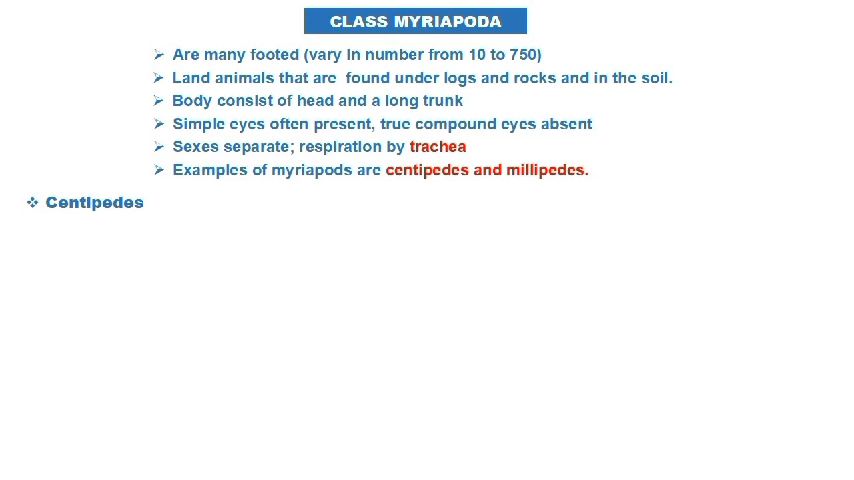 CLASS MYRIAPODA
➢ Are many footed (vary in number from 10 to 750)
➢ Land animals that are found under logs and rocks and in the soil.
➢ Body consist of head and a long trunk
➢ Simple eyes often present, true compound eyes absent
➢ Sexes separate; respiration by trachea
➢ Examples of myriapods are centipedes and millipedes.
❖ Centipedes